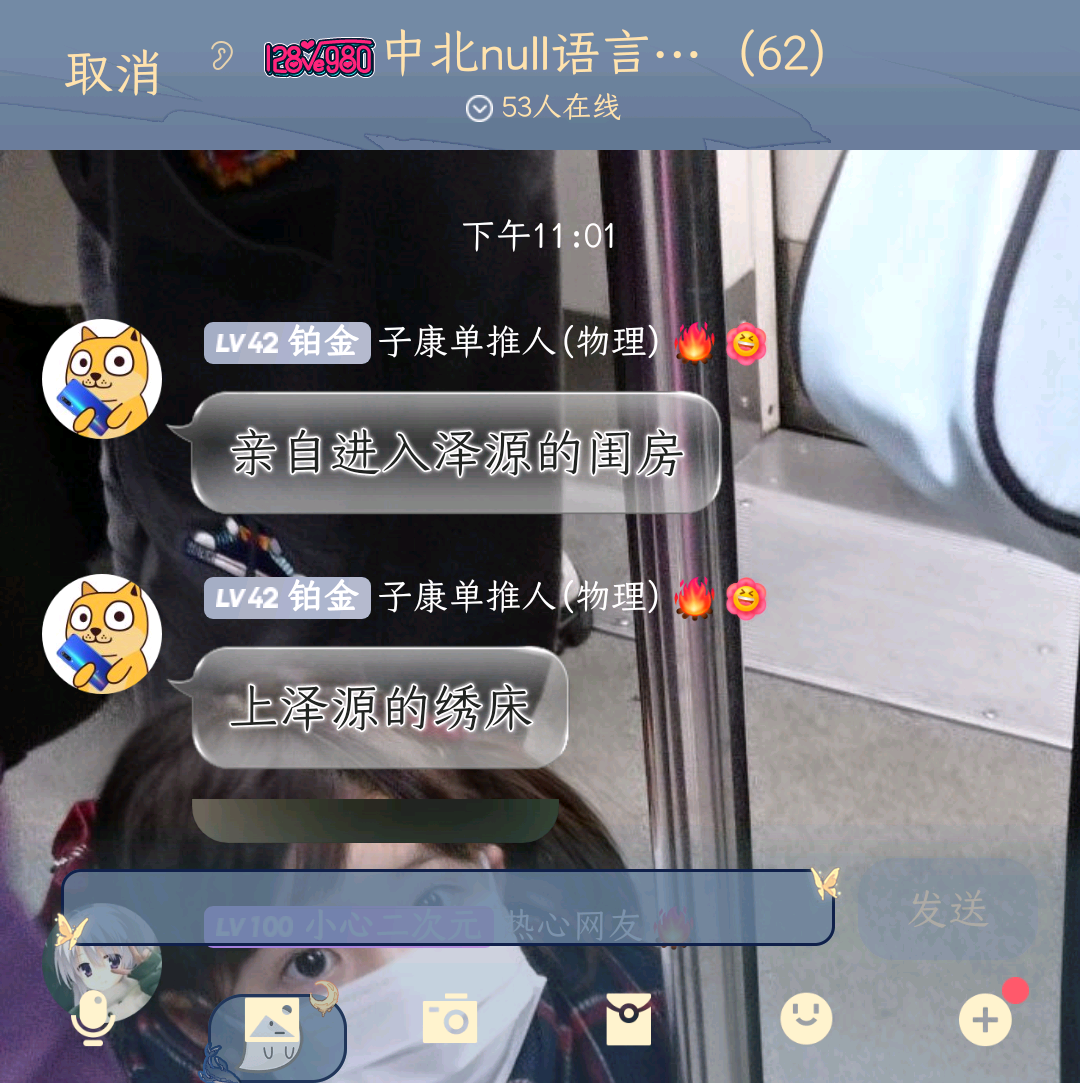 取消
128√980 中北null语言… (62)
53人在线
下午11:01
LV42 铂金 子康单推人(物理)
亲自进入泽源的闺房
LV42 铂金 子康单推人(物理)
上泽源的绣床
LV100 小心二次元 热心网友
发送